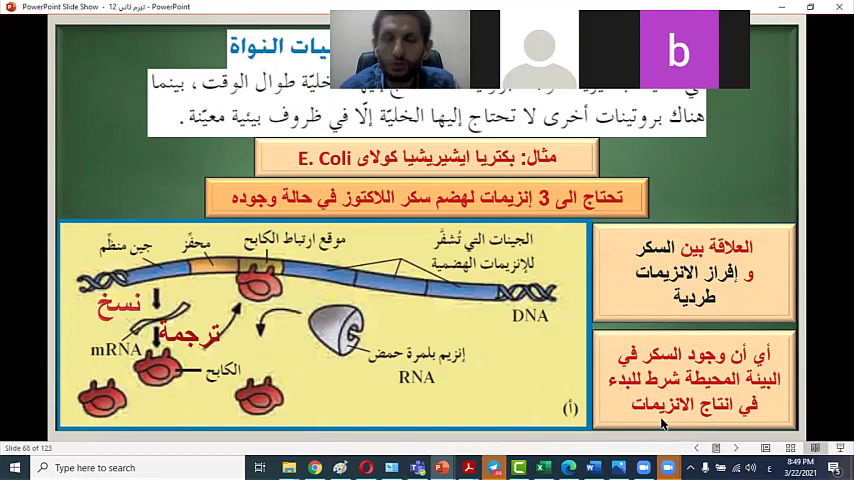 PowerPoint Slide Show - تيرم ثاني 12 - PowerPoint
يات النواة
ـخليّة طوال الوقت ، بينما
هناك بروتينات أخرى لا تحتاج إليها الخليّة إلّا في ظروف بيئية معيّنة .
b
مثال: بكتريا ايشيريشيا كولاى E. Coli
تحتاج الى 3 إنزيمات لهضم سكر اللاكتوز في حالة وجوده
العلاقة بين السكر
و إفراز الانزيمات
طردية
أي أن وجود السكر في
البيئة المحيطة شرط للبدء
في انتاج الانزيمات
جين منظِّم
محفِّز
موقع ارتباط الكابح
الجينات التي تُشفَّر
للإنزيمات الهضمية
DNA
نسخ
ترجمة
mRNA
الكابح
إنزيم بلمرة حمض
RNA
(أ)
Slide 68 of 123
Type here to search
ع
8:49 PM
3/22/2021